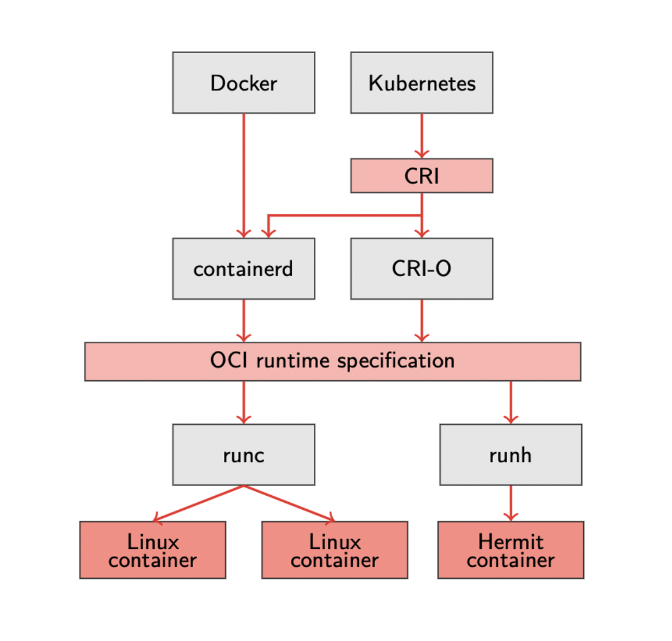 Docker
Kubernetes
CRI
containerd
CRI-O
OCI runtime specification
runc
runh
Linux
container
Linux
container
Hermit
container